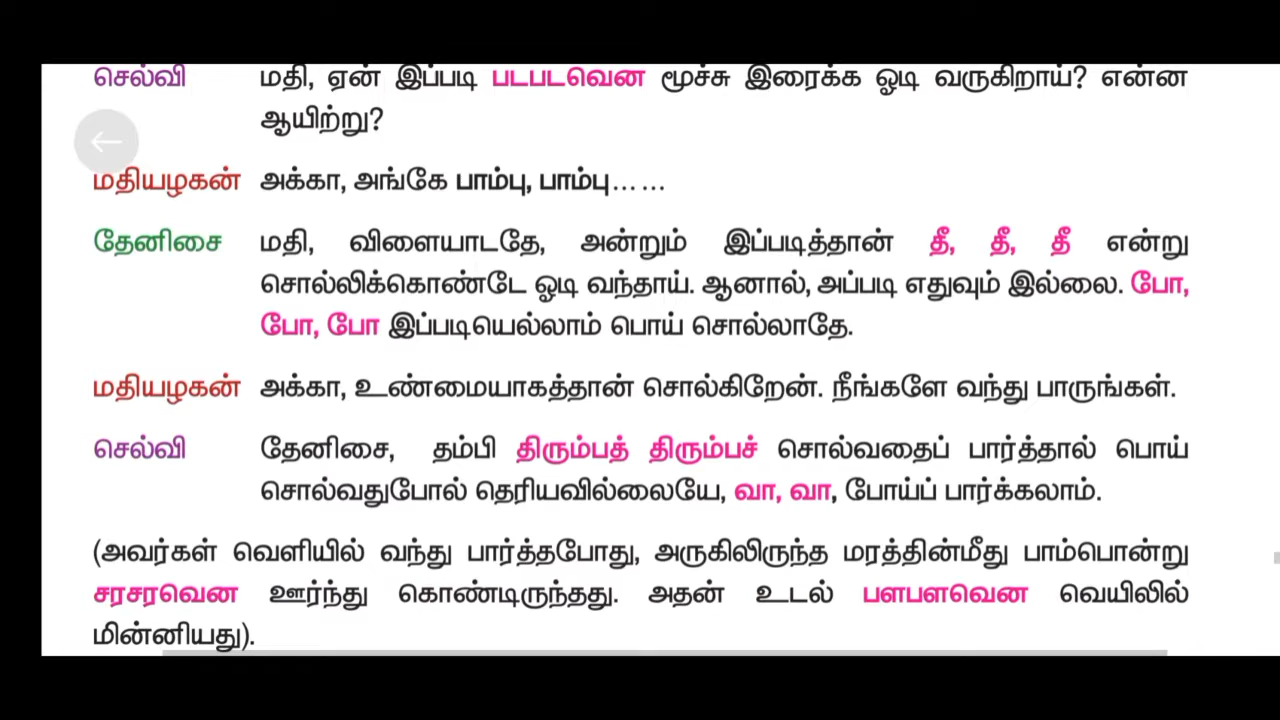 செல்வி மதி, ஏன் இப்படி படபடவென மூச்சு இரைக்க ஓடி வருகிறாய்? என்ன
ஆயிற்று?
மதியழகன் அக்கா, அங்கே பாம்பு, பாம்பு... ...
தேனிசை மதி, விளையாடதே, அன்றும் இப்படித்தான் தீ, தீ, தீ என்று
சொல்லிக்கொண்டே ஓடி வந்தாய். ஆனால், அப்படி எதுவும் இல்லை. போ,
போ, போ இப்படியெல்லாம் பொய் சொல்லாதே.
மதியழகன் அக்கா, உண்மையாகத்தான் சொல்கிறேன். நீங்களே வந்து பாருங்கள்.
செல்வி தேனிசை, தம்பி திரும்பத் திரும்பச் சொல்வதைப் பார்த்தால் பொய்
சொல்வதுபோல் தெரியவில்லையே, வா, வா, போய்ப் பார்க்கலாம்.
(அவர்கள் வெளியில் வந்து பார்த்தபோது, அருகிலிருந்த மரத்தின்மீது பாம்பொன்று
சரசரவென ஊர்ந்து கொண்டிருந்தது. அதன் உடல் பளபளவென வெயிலில்
மின்னியது).